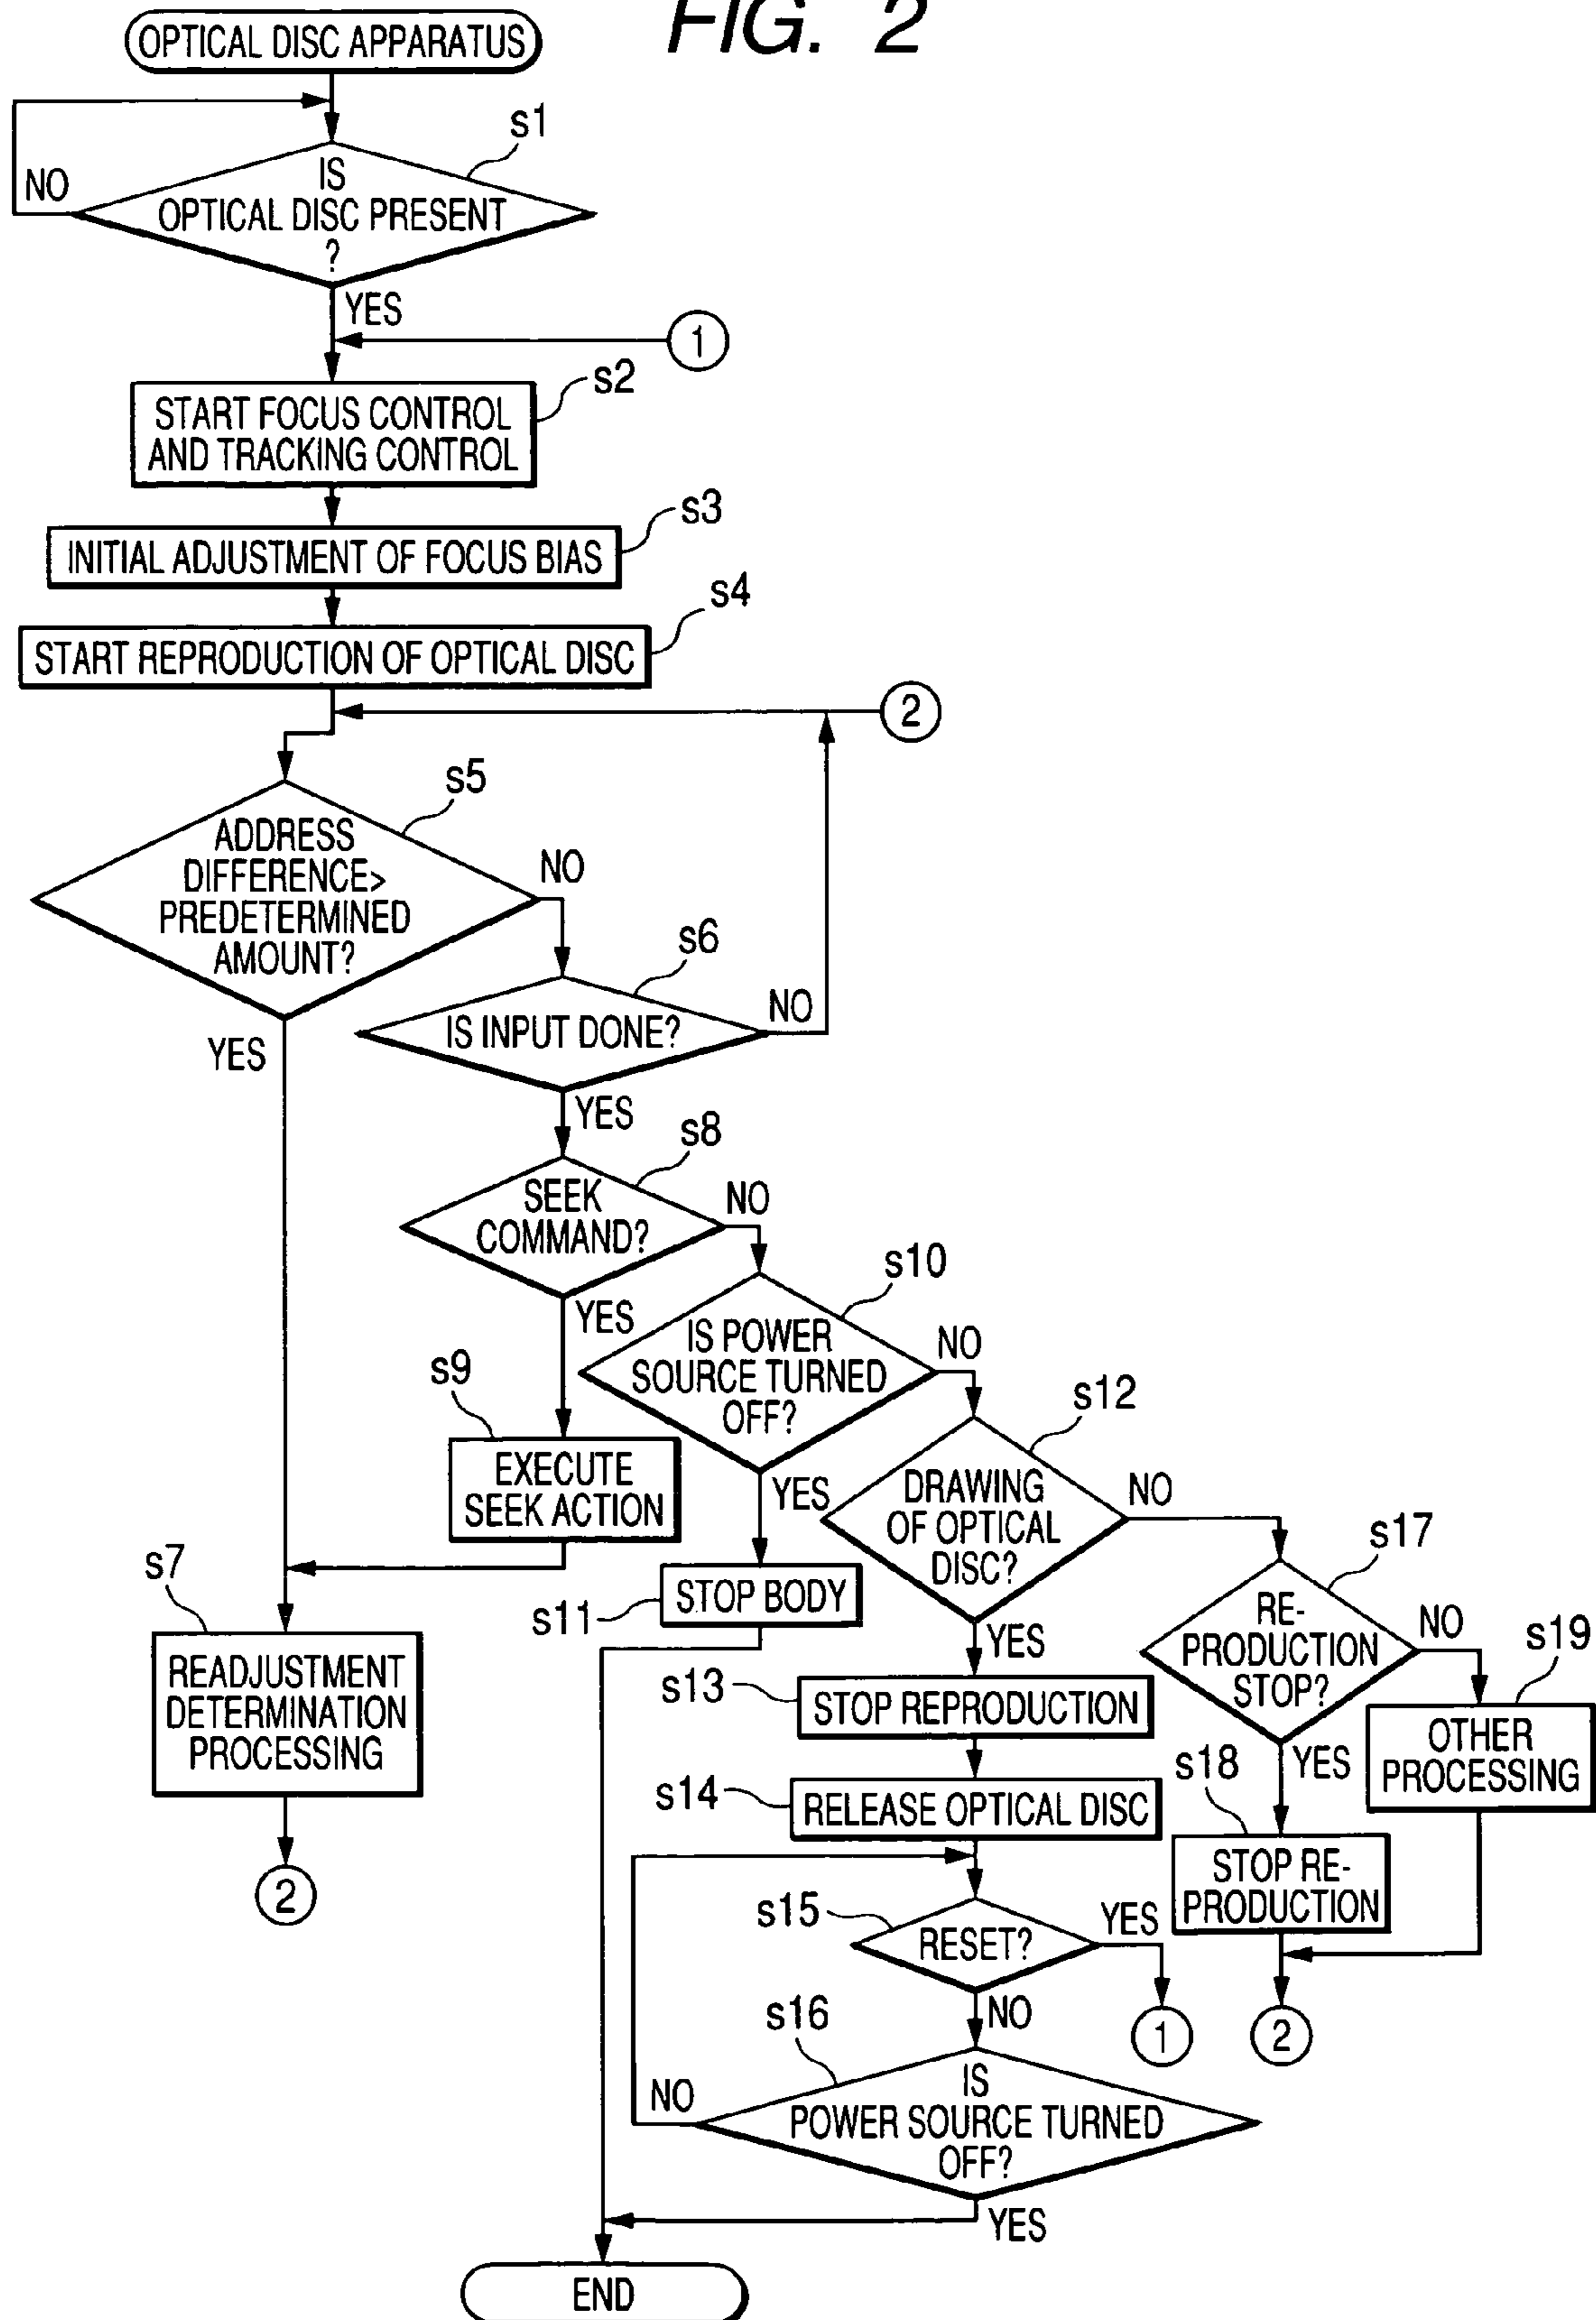 FIG. 2
OPTICAL DISC APPARATUS
s1
NO
IS
OPTICAL DISC PRESENT
?
YES
1
s2
START FOCUS CONTROL
AND TRACKING CONTROL
s3
INITIAL ADJUSTMENT OF FOCUS BIAS
s4
START REPRODUCTION OF OPTICAL DISC
2
s5
ADDRESS
DIFFERENCE>
PREDETERMINED
AMOUNT?
NO
YES
s6
IS INPUT DONE?
NO
YES
s8
SEEK
COMMAND?
NO
YES
s10
IS POWER
SOURCE TURNED
OFF?
NO
YES
s9
EXECUTE
SEEK ACTION
s12
DRAWING
OF OPTICAL
DISC?
NO
YES
s7
READJUSTMENT
DETERMINATION
PROCESSING
2
s11
STOP BODY
s17
RE-
PRODUCTION
STOP?
NO
YES
s19
OTHER
PROCESSING
s13
STOP REPRODUCTION
s14
RELEASE OPTICAL DISC
s18
STOP RE-
PRODUCTION
s15
RESET?
YES
NO
1
2
s16
IS
POWER SOURCE TURNED
OFF?
NO
YES
END